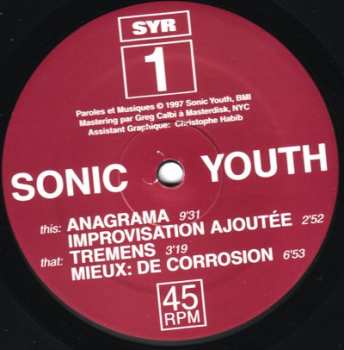 SYR
1
Paroles et Musiques © 1997 Sonic Youth, BMI
Mastering par Greg Calbi à Masterdisk, NYC
Assistant Graphique: Christophe Habib
SONIC YOUTH
this: ANAGRAMA 9'31
IMPROVISATION AJOUTÉE 2'52
that: TREMENS 3'19
MIEUX: DE CORROSION 6'53
45
RPM